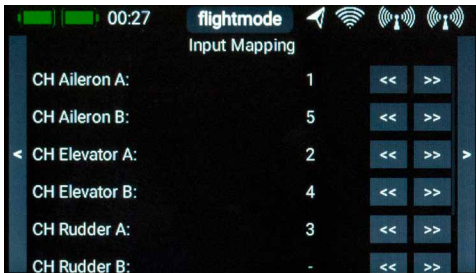 00:27 flightmode
Input Mapping
CH Aileron A: 1 << >>
CH Aileron B: 5 << >>
< CH Elevator A: 2 << >> >
CH Elevator B: 4 << >>
CH Rudder A: 3 << >>
CH Rudder B: - << >>